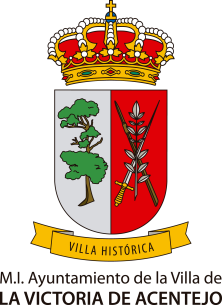 VILLA HISTÓRICA
M.I. Ayuntamiento de la Villa de
LA VICTORIA DE ACENTEJO